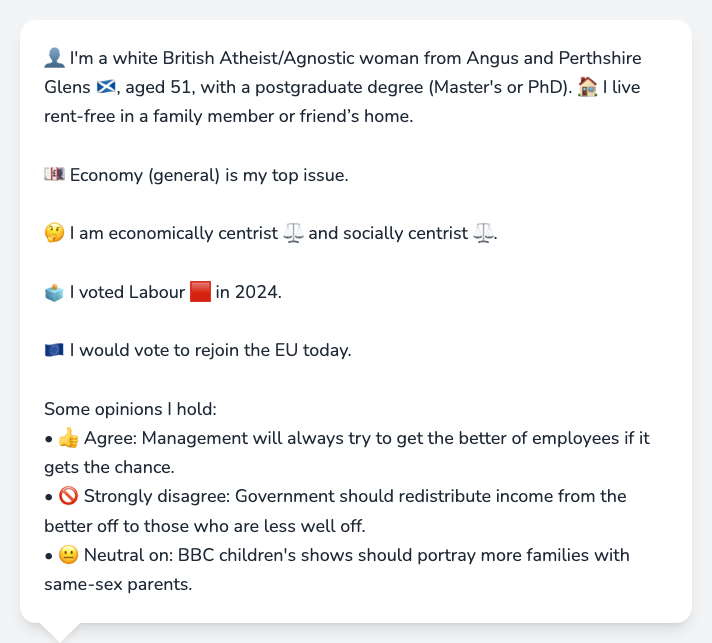 👤 I'm a white British Atheist/Agnostic woman from Angus and Perthshire
Glens 🏴󠁧󠁢󠁳󠁣󠁴󠁿, aged 51, with a postgraduate degree (Master's or PhD). 🏠 I live
rent-free in a family member or friend’s home.
💷 Economy (general) is my top issue.
🤔 I am economically centrist ⚖️ and socially centrist ⚖️.
🗳️ I voted Labour 🟥 in 2024.
🇪🇺 I would vote to rejoin the EU today.
Some opinions I hold:
• 👍 Agree: Management will always try to get the better of employees if it
gets the chance.
• 🚫 Strongly disagree: Government should redistribute income from the
better off to those who are less well off.
• 😐 Neutral on: BBC children's shows should portray more families with
same-sex parents.